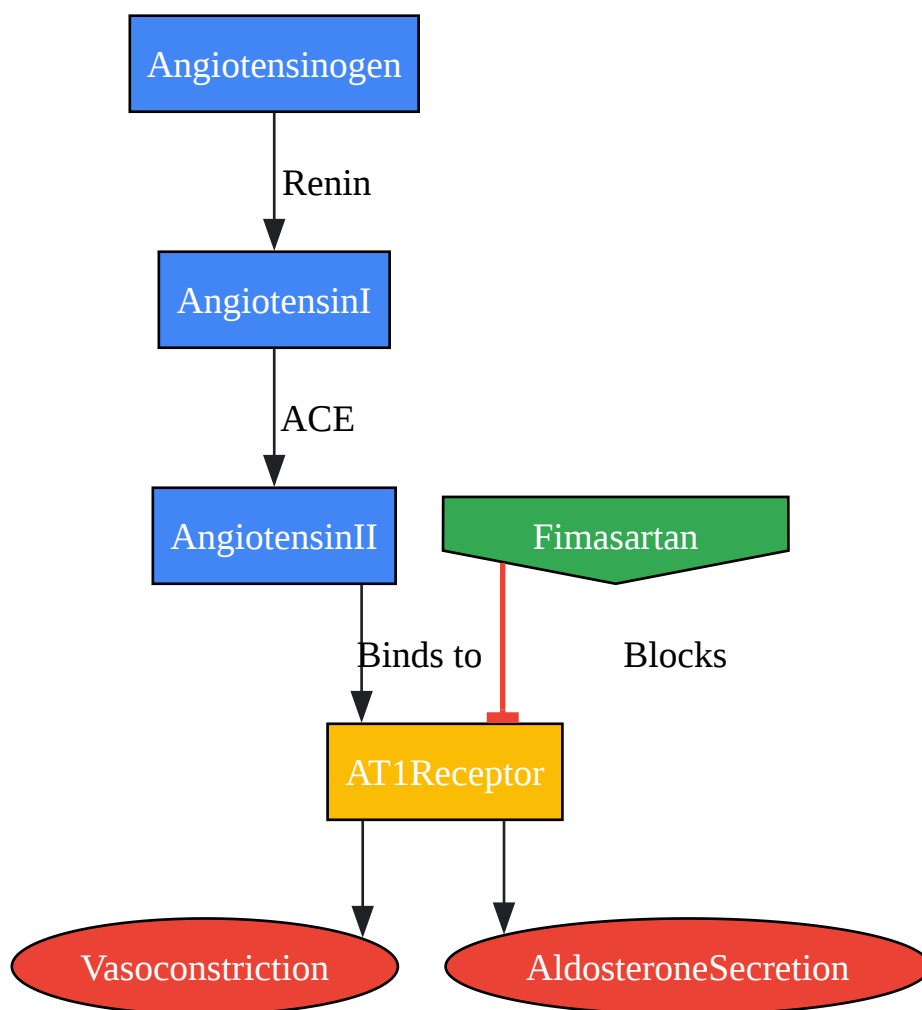 Angiotensinogen
Renin
AngiotensinI
ACE
AngiotensinII
Fimasartan
Binds to
Blocks
AT1Receptor
Vasoconstriction
AldosteroneSecretion